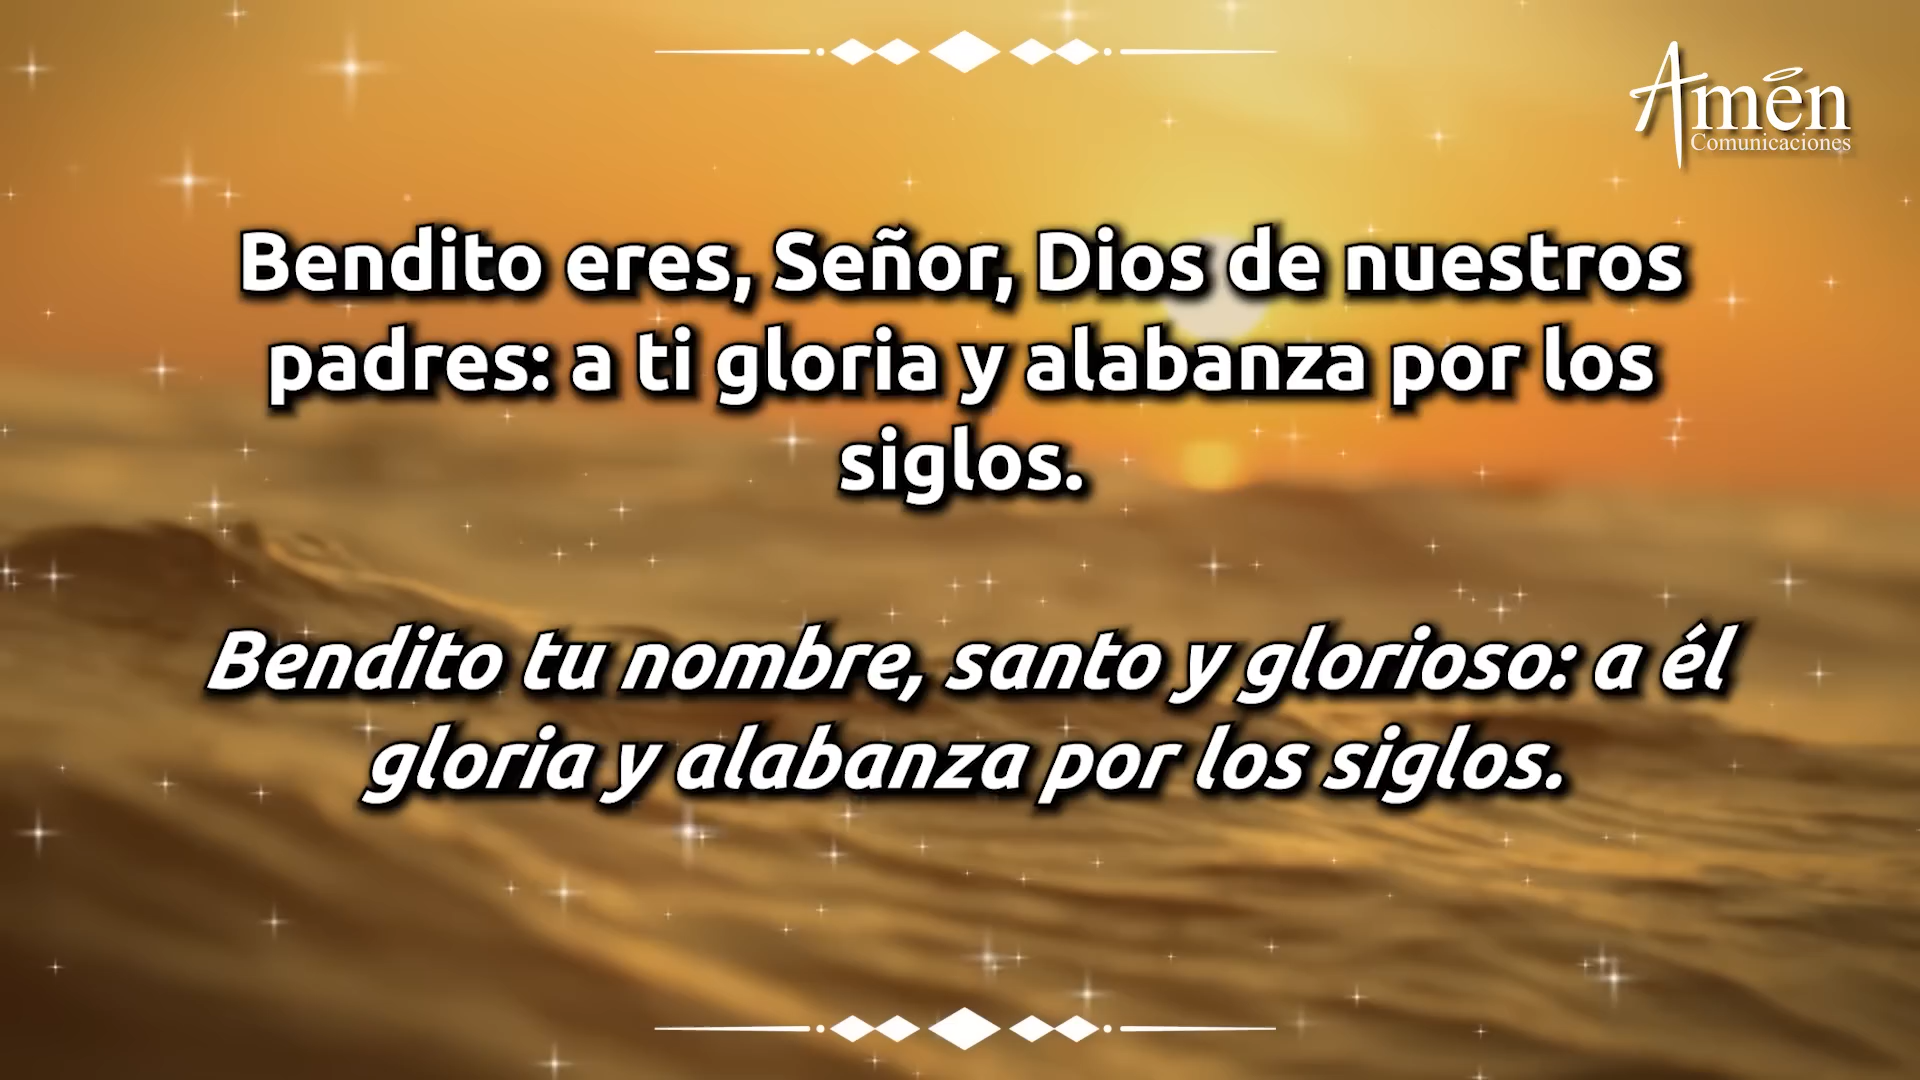 Amén
Comunicaciones
Bendito eres, Señor, Dios de nuestros
padres: a ti gloria y alabanza por los
siglos.
Bendito tu nombre, santo y glorioso: a él
gloria y alabanza por los siglos.